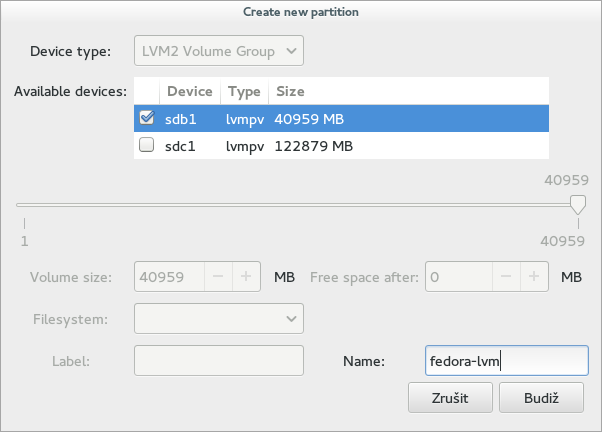 Create new partition
Device type: LVM2 Volume Group
Available devices: Device Type Size
sdb1 lvmpv 40959 MB
sdc1 lvmpv 122879 MB
40959
1 40959
Volume size: 40959 MB Free space after: 0 MB
Filesystem:
Label: Name: fedora-lvm
Zrušit Budiž